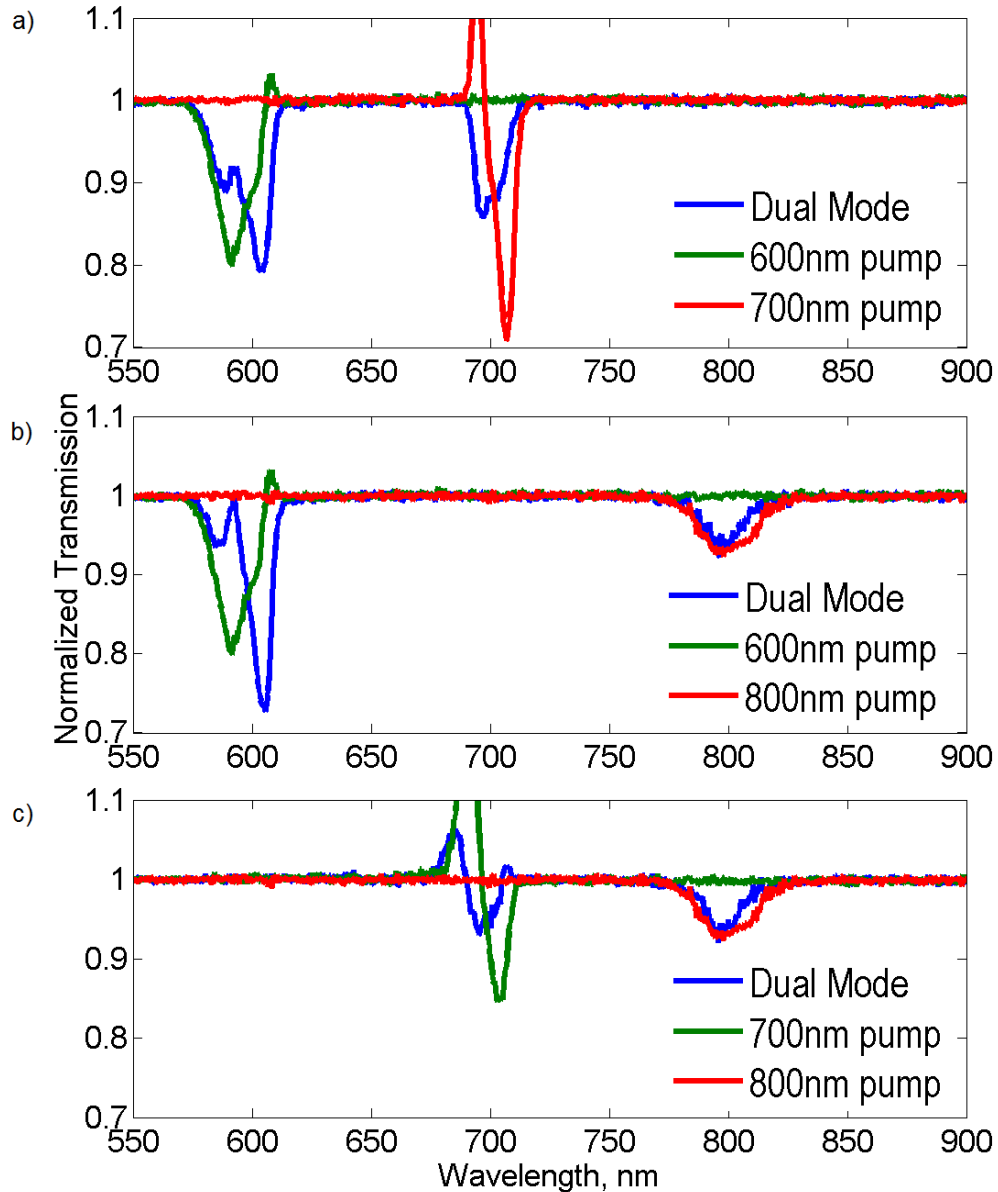 a)
1.1
1
0.9
0.8
0.7
Dual Mode
600nm pump
700nm pump
550 600 650 700 750 800 850 900
b)
Normalized Transmission
1.1
1
0.9
0.8
0.7
Dual Mode
600nm pump
800nm pump
550 600 650 700 750 800 850 900
c)
1.1
1
0.9
0.8
0.7
Dual Mode
700nm pump
800nm pump
550 600 650 700 750 800 850 900
Wavelength, nm